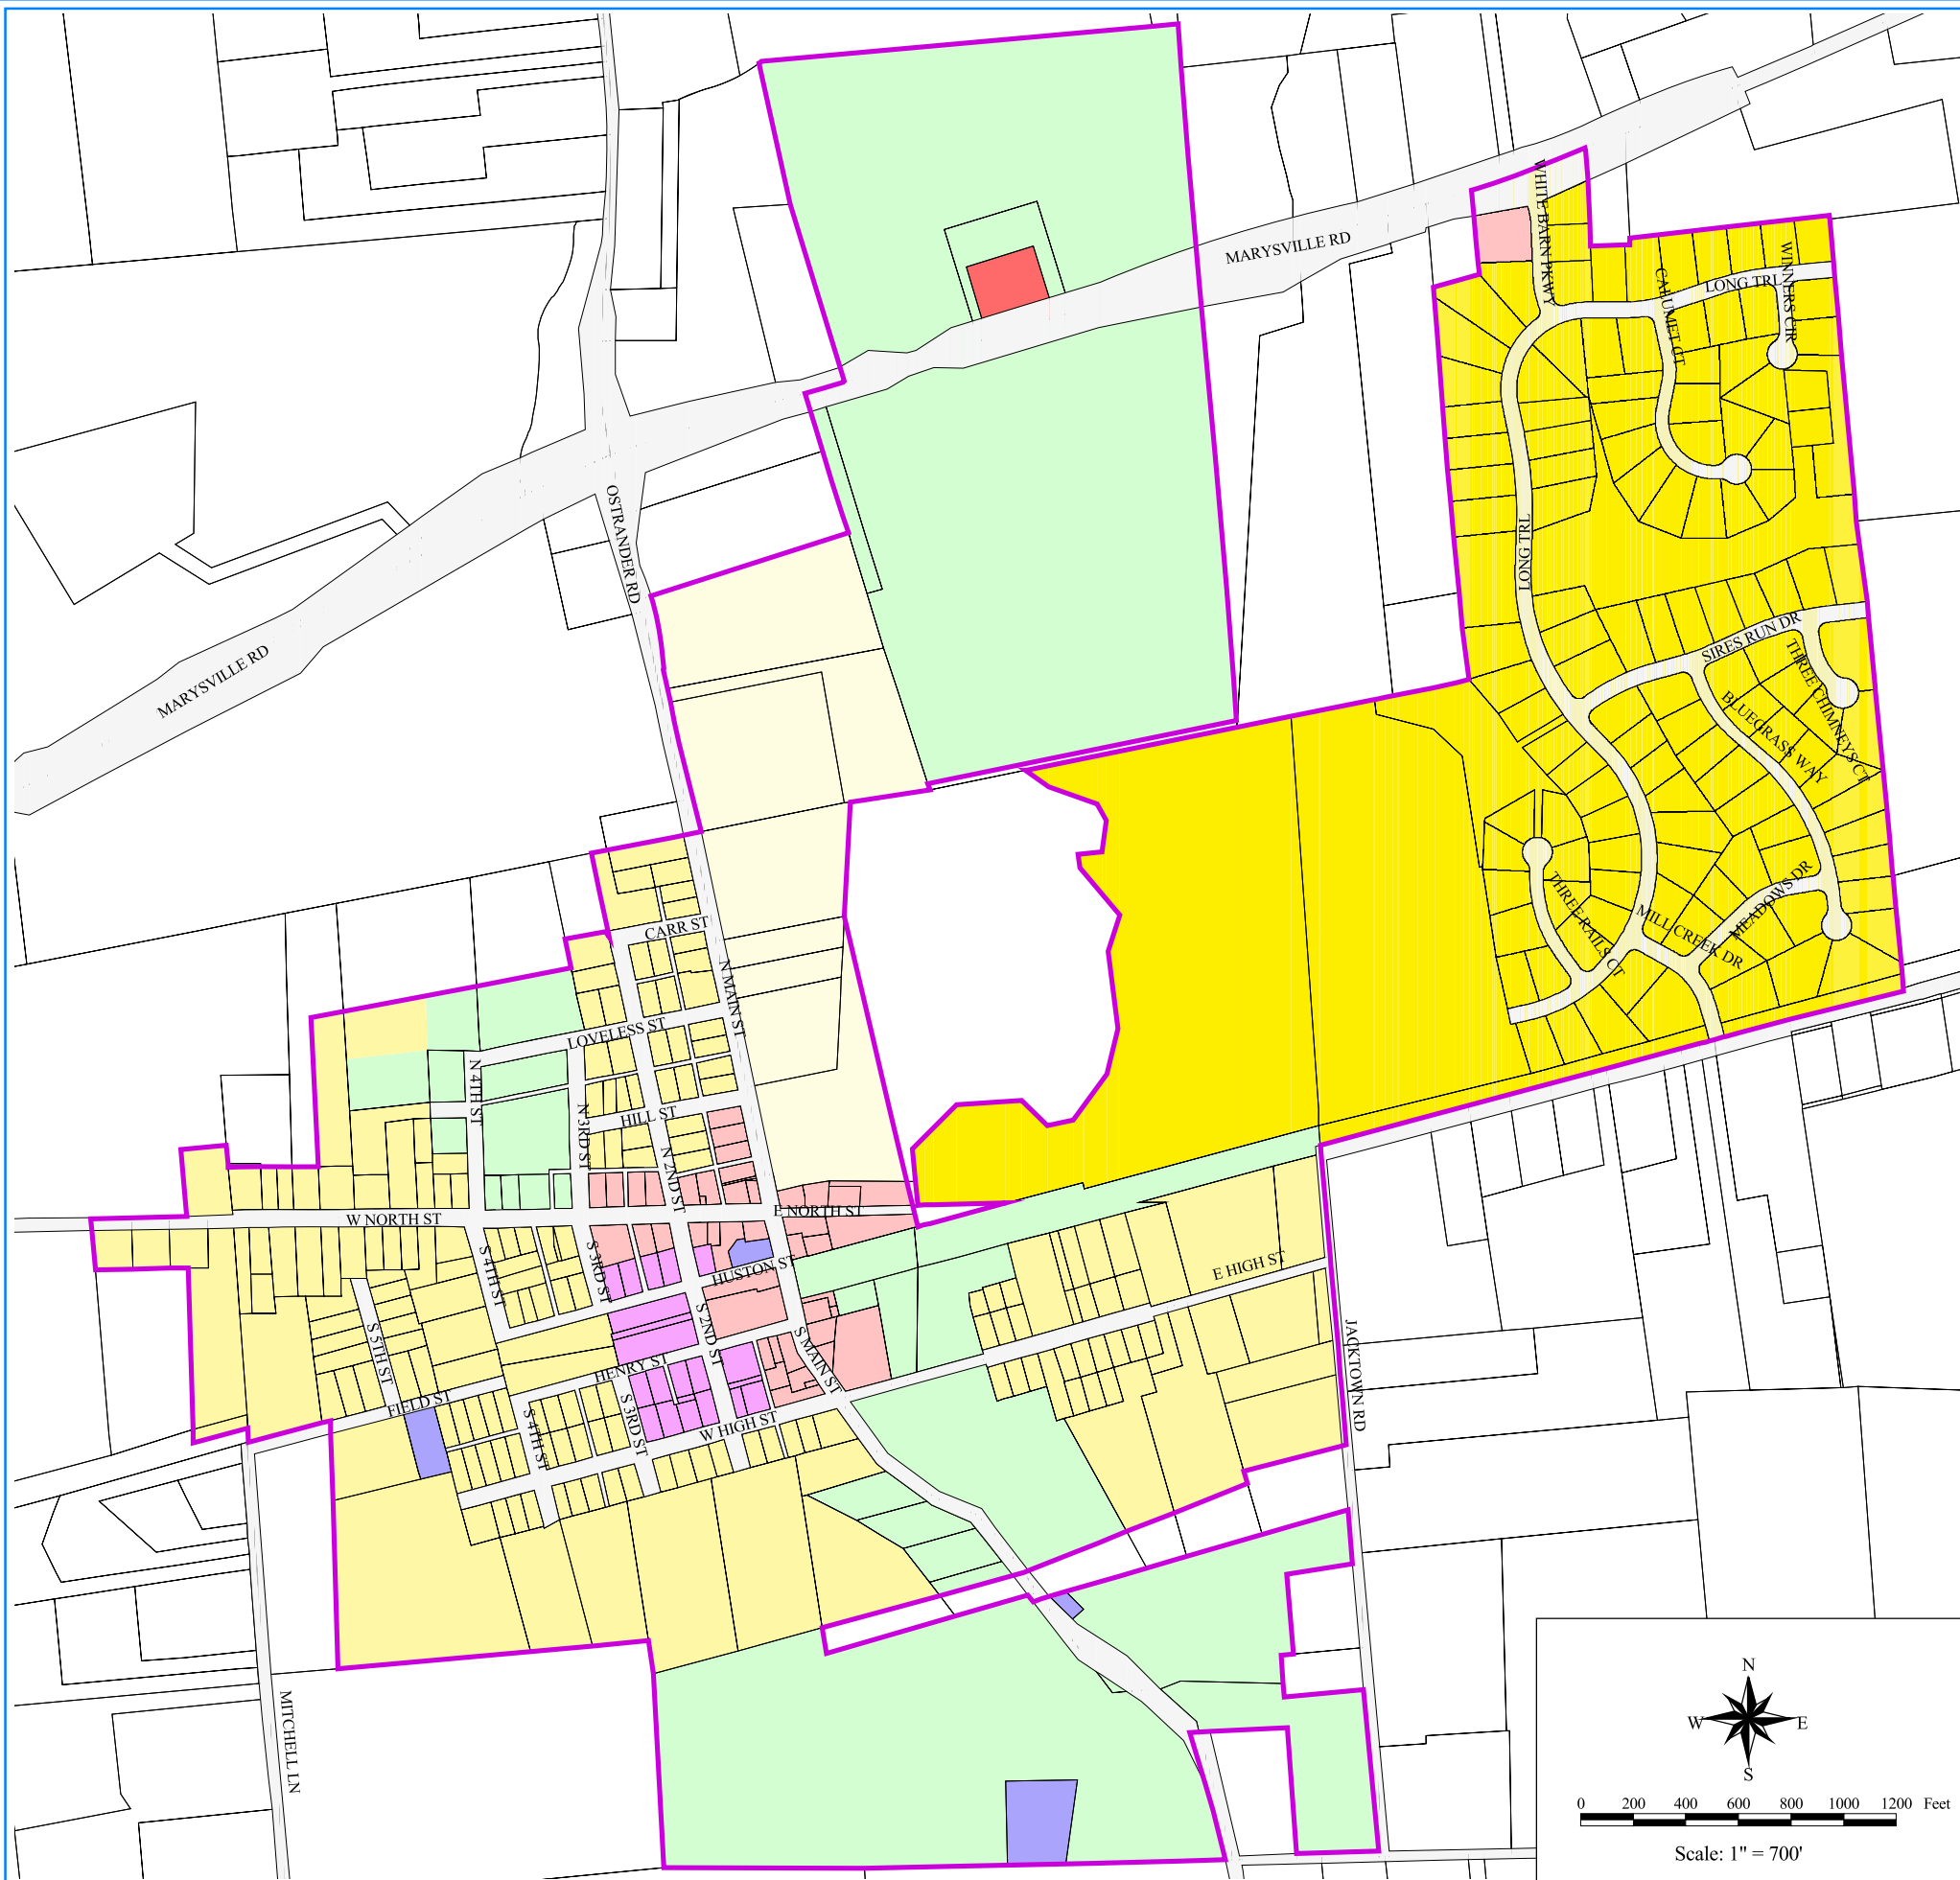 WHITE BARN PKWY
MARYSVILLE RD
WINNERS CIR
LONG TRL
CALUMET CT
OSTRANDER RD
LONG TRL
MARYSVILLE RD
SIRES RUN DR
THREE CHIMNEYS CT
BLUEGRASS WAY
CARR ST
N MAIN ST
THREE RAILS CT
MILL CREEK DR
MEADOWS DR
LOVELESS ST
N 4TH ST
N 3RD ST
HILL ST
N 2ND ST
W NORTH ST
E NORTH ST
S 4TH ST
S 3RD ST
HUSTON ST
E HIGH ST
S 5TH ST
S 2ND ST
S MAIN ST
JACKTOWN RD
HENRY ST
FIELD ST
S 4TH ST
S 3RD ST
W HIGH ST
MITCHELL LN
N
W E
S
0 200 400 600 800 1000 1200 Feet
Scale: 1" = 700'